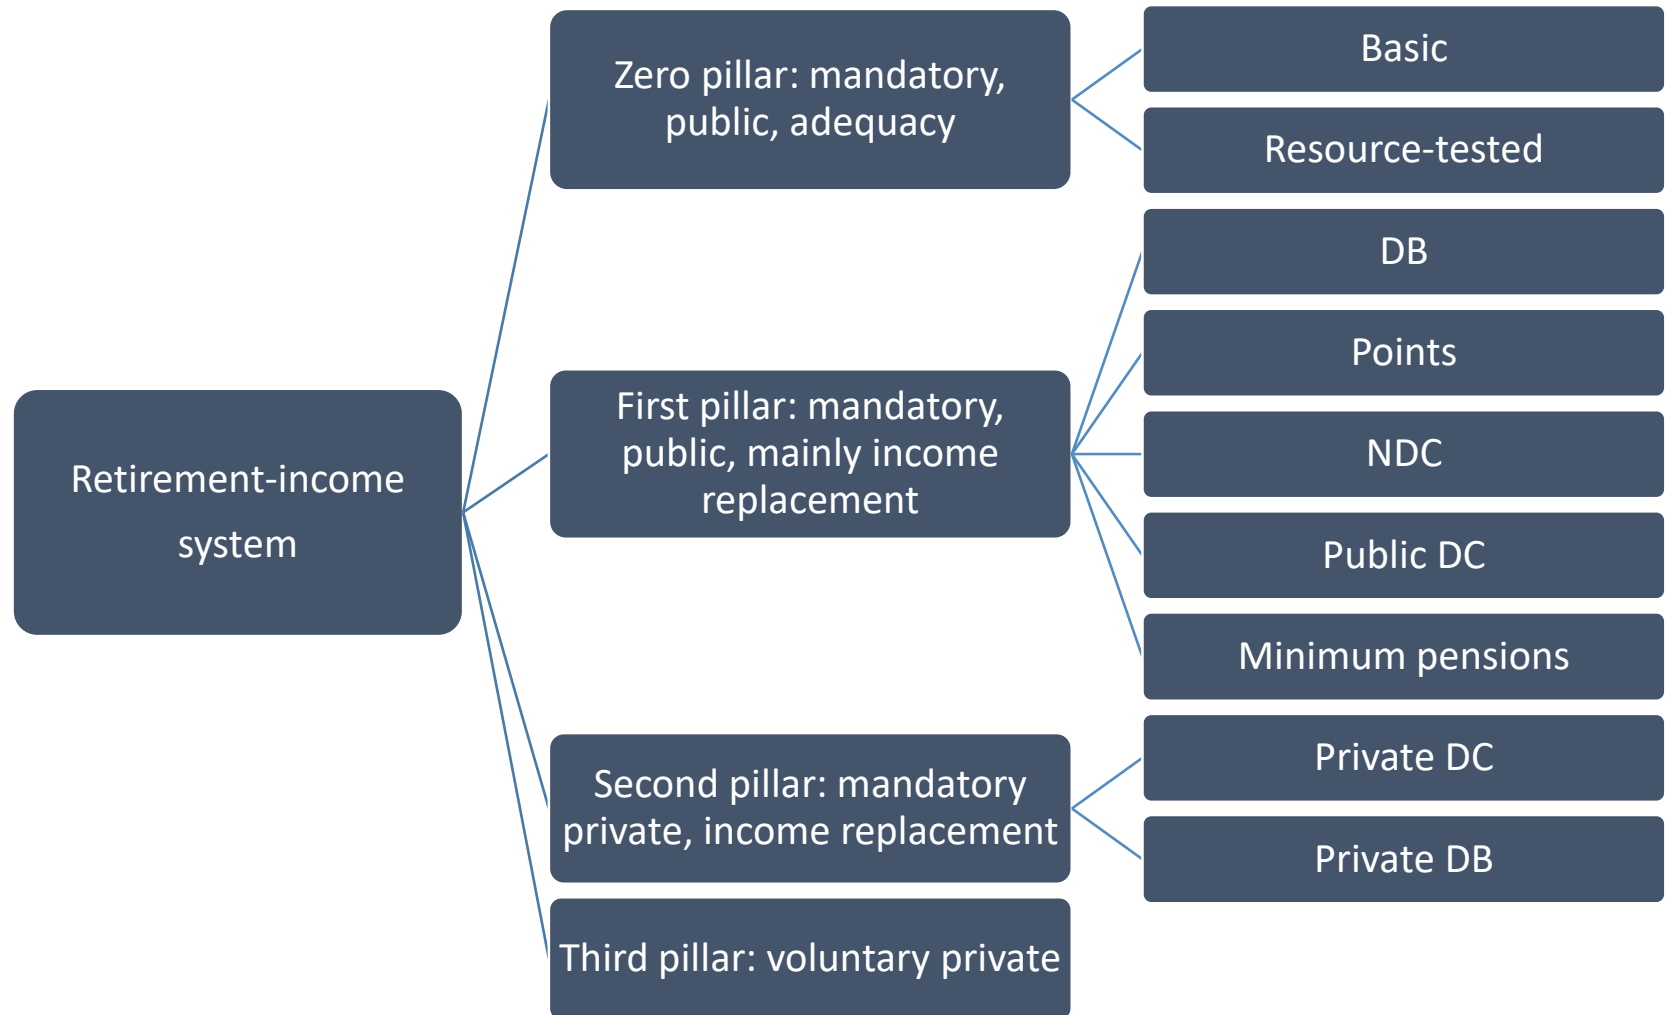 Retirement-income
system
Zero pillar: mandatory,
public, adequacy
Basic
Resource-tested
First pillar: mandatory,
public, mainly income
replacement
DB
Points
NDC
Public DC
Minimum pensions
Second pillar: mandatory
private, income replacement
Private DC
Private DB
Third pillar: voluntary private